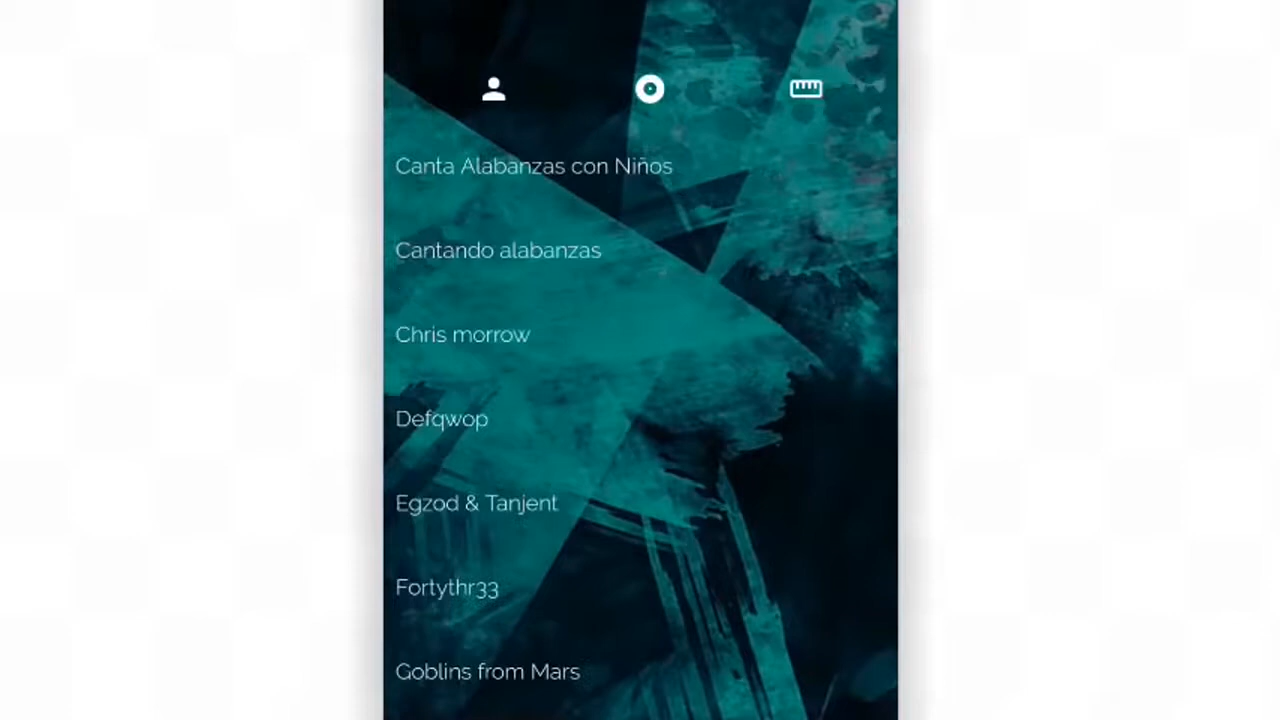 Canta Alabanzas con Niños
Cantando alabanzas
Chris morrow
Defqwop
Egzod & Tanjent
Fortythr33
Goblins from Mars